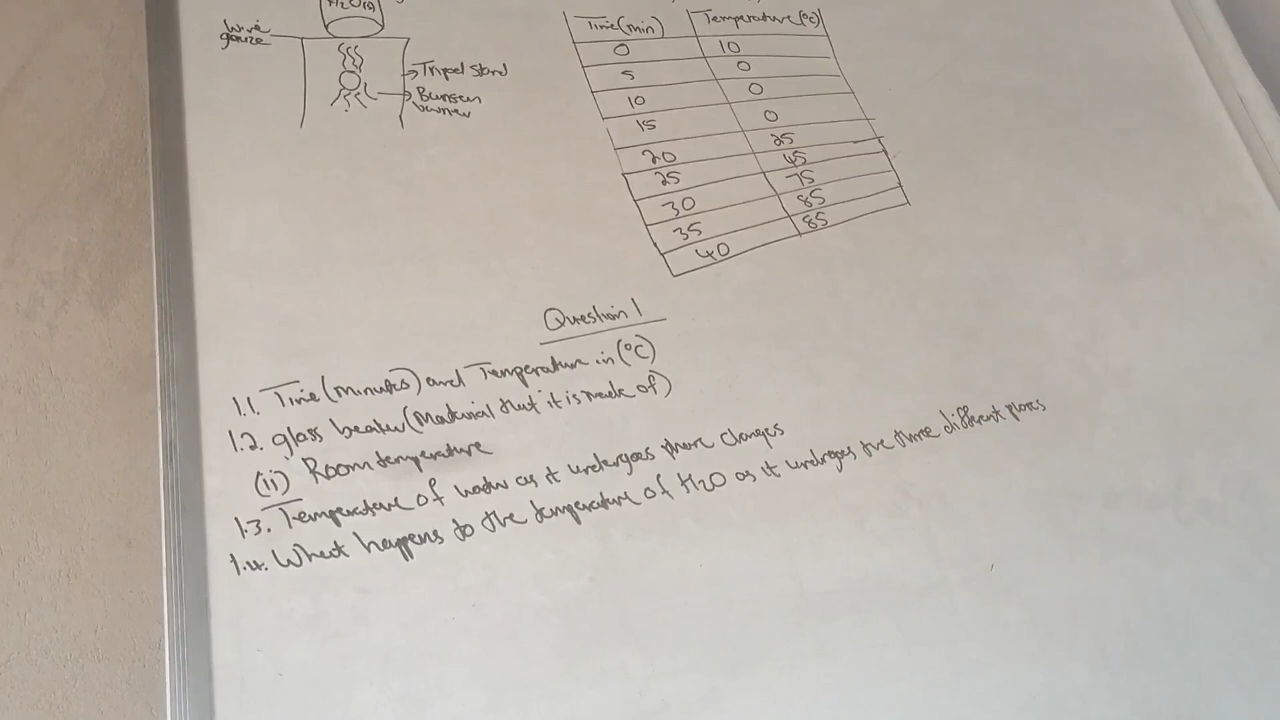 H2O(s)
Wire
gauze
Tripod stand
Bunsen
burner
Time(min) Temperature(°C)
0 10
5 0
10 0
15 0
20 25
25 45
30 75
35 85
40 85
Question 1
1.1. Time (minutes) and Temperature in (°C)
1.2. glass beaker (Material that it is made of)
(ii) Room temperature
1.3. Temperature of water as it undergoes phase changes
1.4. What happens to the temperature of H2O as it undergoes the three different phases